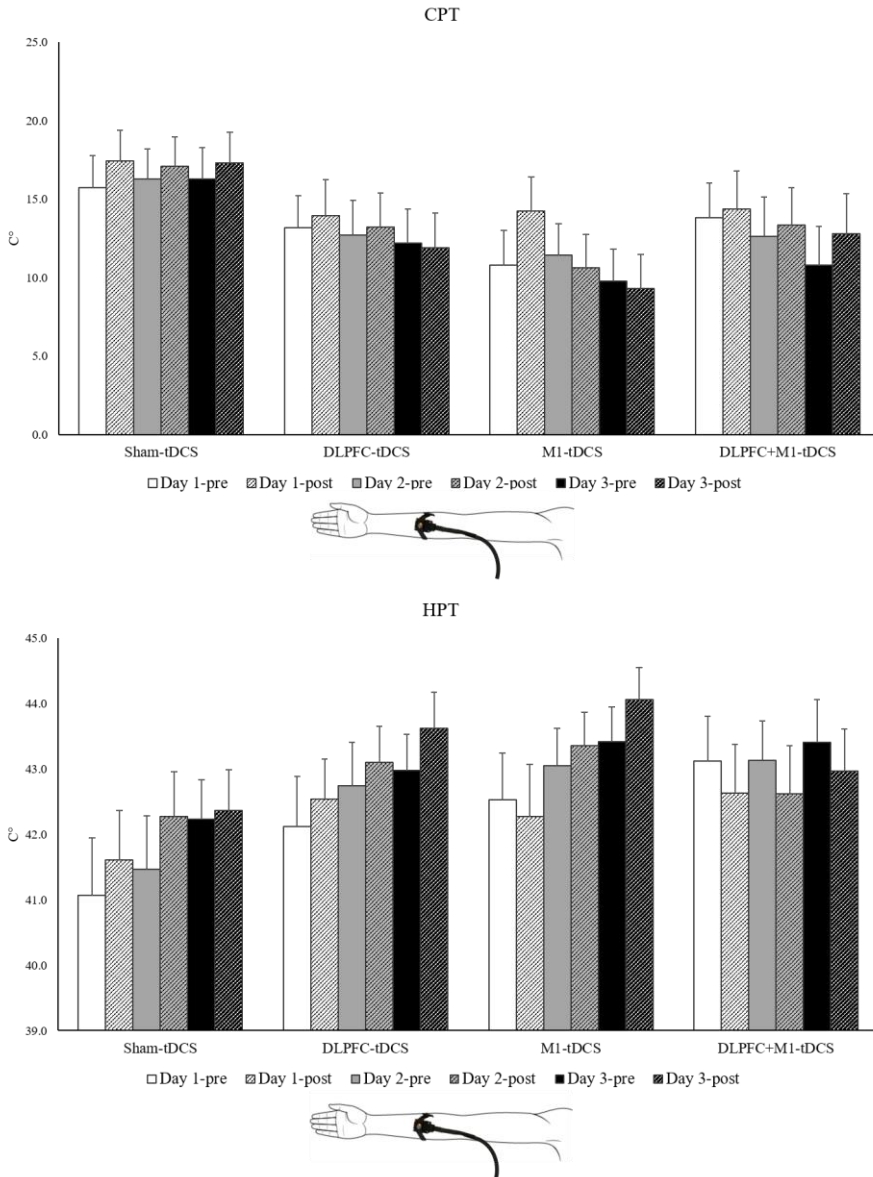 CPT
25.0
20.0
15.0
10.0
5.0
0.0
C°
Sham-tDCS DLPFC-tDCS M1-tDCS DLPFC+M1-tDCS
Day 1-pre Day 1-post Day 2-pre Day 2-post Day 3-pre Day 3-post
HPT
45.0
44.0
43.0
42.0
41.0
40.0
39.0
C°
Sham-tDCS DLPFC-tDCS M1-tDCS DLPFC+M1-tDCS
Day 1-pre Day 1-post Day 2-pre Day 2-post Day 3-pre Day 3-post